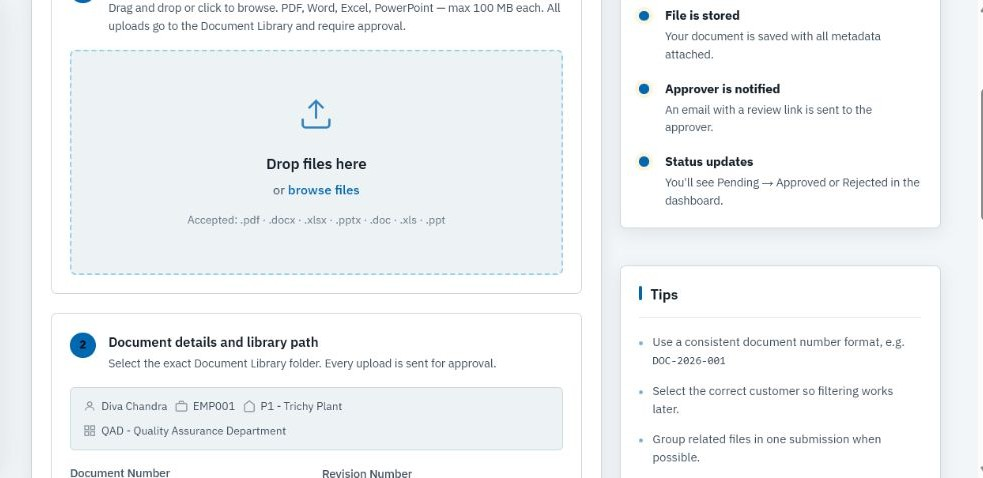 Drag and drop or click to browse. PDF, Word, Excel, PowerPoint — max 100 MB each. All
uploads go to the Document Library and require approval.
Drop files here
or browse files
Accepted: .pdf · .docx · .xlsx · .pptx · .doc · .xls · .ppt
2
Document details and library path
Select the exact Document Library folder. Every upload is sent for approval.
Diva Chandra EMP001 P1 - Trichy Plant
QAD - Quality Assurance Department
Document Number Revision Number
File is stored
Your document is saved with all metadata
attached.
Approver is notified
An email with a review link is sent to the
approver.
Status updates
You'll see Pending → Approved or Rejected in the
dashboard.
Tips
Use a consistent document number format, e.g.
DOC-2026-001
Select the correct customer so filtering works
later.
Group related files in one submission when
possible.